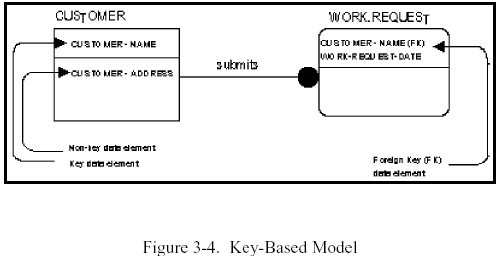 CUSTOMER
WORK.REQUEST
CUSTOMER-NAME
CUSTOMER-NAME (FK)
WORK-REQUEST-DATE
submits
CUSTOMER-ADDRESS
Non-key data element
Key data element
Foreign Key (FK)
data element
Figure 3-4. Key-Based Model